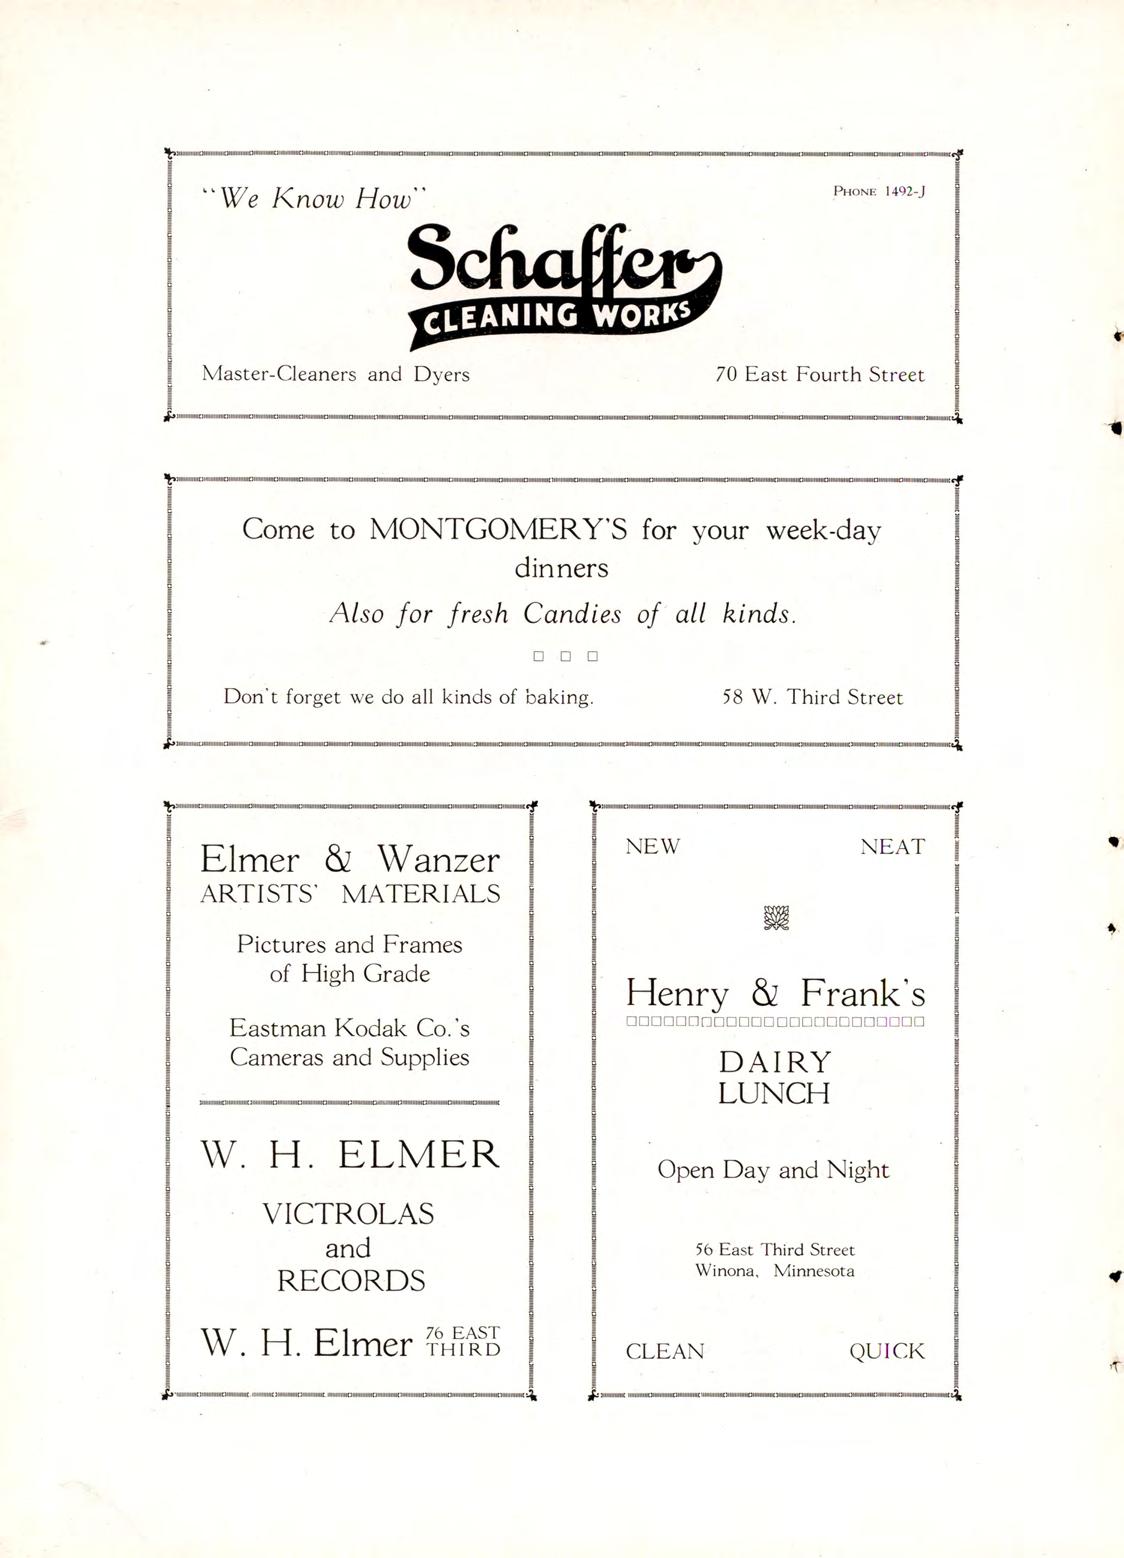 "We Know How"
PHONE 1492-J
Schaffer
CLEANING WORKS
Master-Cleaners and Dyers
70 East Fourth Street
Come to MONTGOMERY'S for your week-day
dinners
Also for fresh Candies of all kinds.
Don't forget we do all kinds of baking.
58 W. Third Street
Elmer & Wanzer
ARTISTS' MATERIALS
Pictures and Frames
of High Grade
Eastman Kodak Co.'s
Cameras and Supplies
W. H. ELMER
VICTROLAS
and
RECORDS
W. H. Elmer 76 EAST
THIRD
NEW
NEAT
Henry & Frank's
DAIRY
LUNCH
Open Day and Night
56 East Third Street
Winona, Minnesota
CLEAN
QUICK